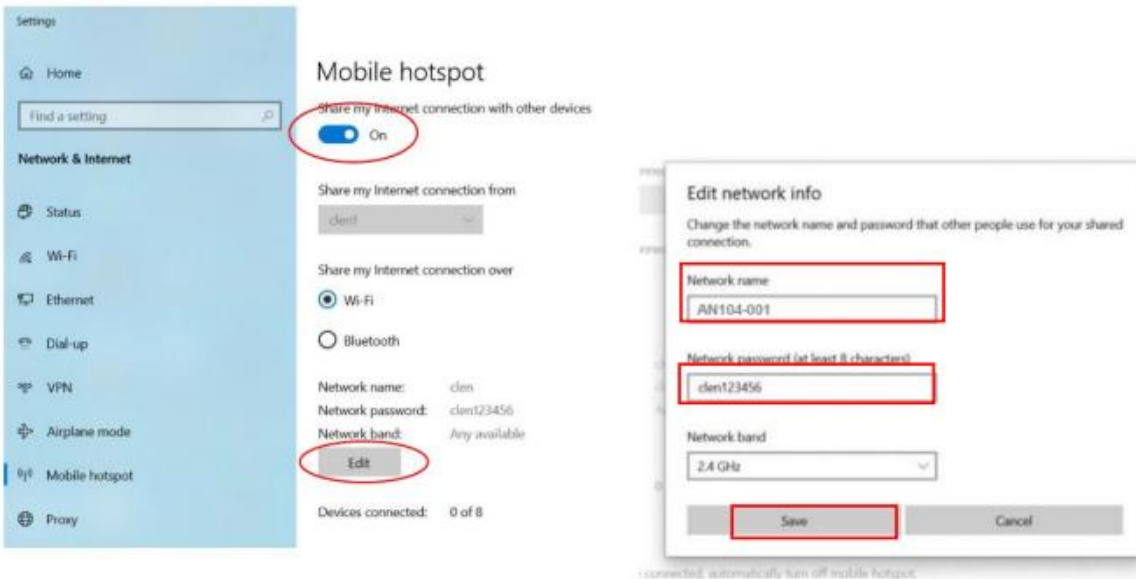 Settings
Home
Find a setting
Network & Internet
Status
Wi-Fi
Ethernet
Dial-up
VPN
Airplane mode
Mobile hotspot
Proxy
Mobile hotspot
Share my Internet connection with other devices
On
Share my Internet connection from
clen1
Share my Internet connection over
Wi-Fi
Bluetooth
Network name: clen
Network password: clen123456
Network band: Any available
Edit
Devices connected: 0 of 8
Edit network info
Change the network name and password that other people use for your shared
connection.
Network name
AN104-001
Network password (at least 8 characters)
clen123456
Network band
2.4 GHz
Save
Cancel
connected, automatically turn off mobile hotspot.